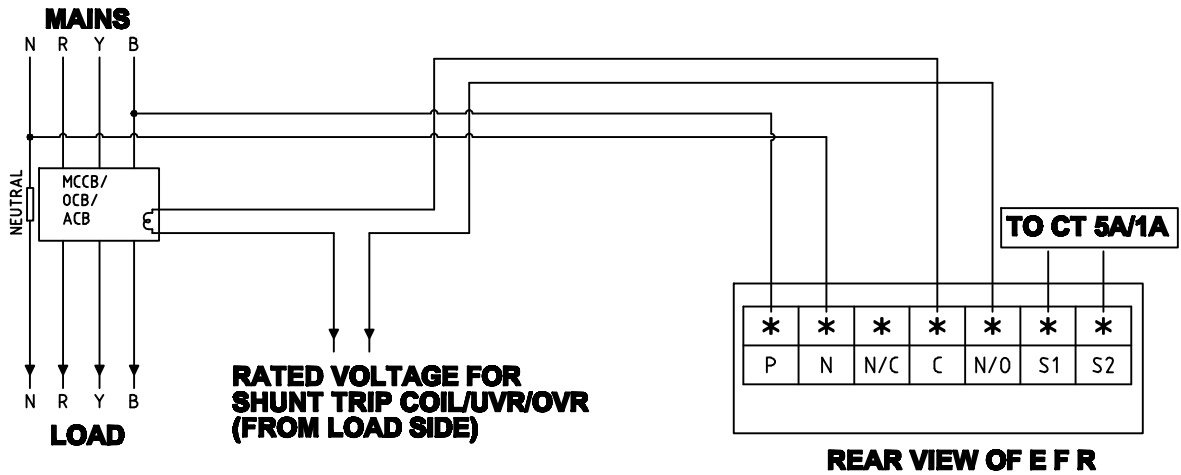 MAINS
N R Y B
NEUTRAL
MCCB/
OCB/
ACB
TO CT 5A/1A
* * * * * * *
P N N/C C N/O S1 S2
RATED VOLTAGE FOR
SHUNT TRIP COIL/UVR/OVR
(FROM LOAD SIDE)
N R Y B
LOAD
REAR VIEW OF E F R